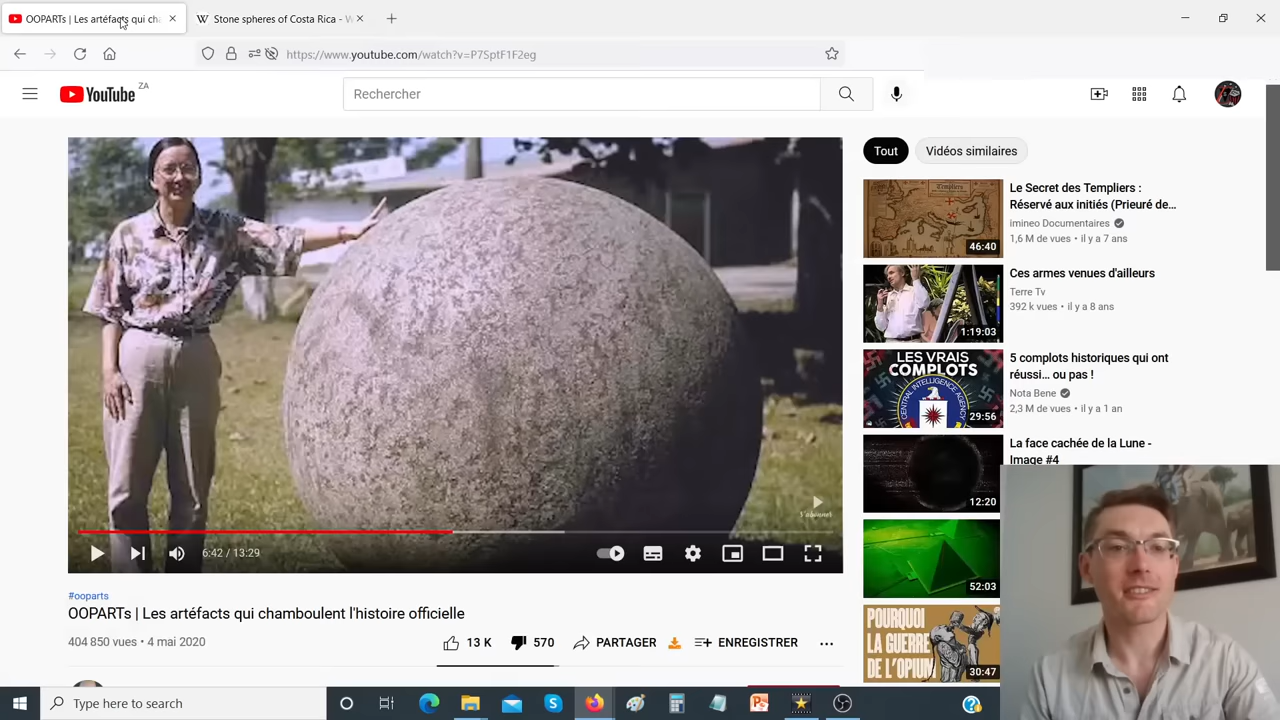 OOPARTs | Les artéfacts qui cha
Stone spheres of Costa Rica - W
https://www.youtube.com/watch?v=P7SptF1F2eg
YouTube ZA
Rechercher
Tout
Vidéos similaires
Le Secret des Templiers :
Réservé aux initiés (Prieuré de…
imineo Documentaires
1,6 M de vues • il y a 7 ans
46:40
Ces armes venues d'ailleurs
Terre Tv
392 k vues • il y a 8 ans
1:19:03
LES VRAIS
COMPLOTS
CENTRAL INTELLIGENCE AGENCY
29:56
5 complots historiques qui ont
réussi… ou pas !
Nota Bene
2,3 M de vues • il y a 1 an
La face cachée de la Lune -
Image #4
12:20
52:03
POURQUOI
LA GUERRE
DE L'OPIUM
30:47
6:42 / 13:29
#ooparts
OOPARTs | Les artéfacts qui chamboulent l'histoire officielle
404 850 vues • 4 mai 2020
13 K
570
PARTAGER
ENREGISTRER
Type here to search